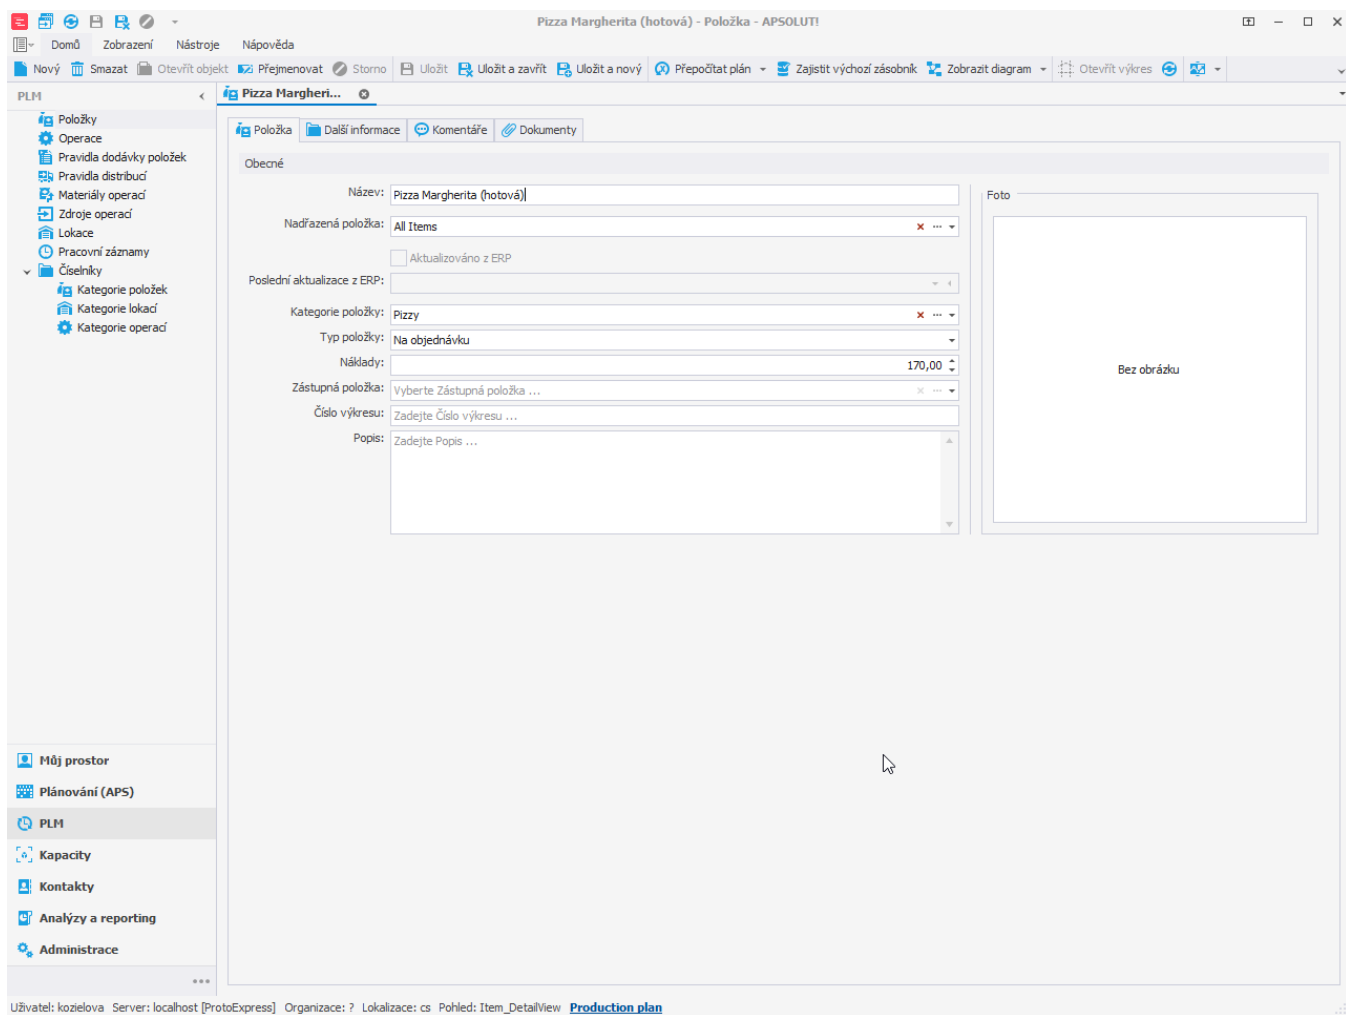 Pizza Margherita (hotová) - Položka - APSOLUT!
Domů Zobrazení Nástroje Nápověda
Nový Smazat Otevřít objekt Přejmenovat Storno Uložit Uložit a zavřít Uložit a nový Přepočítat plán Zajistit výchozí zásobník Zobrazit diagram Otevřít výkres
PLM
Pizza Margheri...
Položky
Operace
Pravidla dodávky položek
Pravidla distribucí
Materiály operací
Zdroje operací
Lokace
Pracovní záznamy
Číselníky
Kategorie položek
Kategorie lokací
Kategorie operací
Položka Další informace Komentáře Dokumenty
Obecné
Název: Pizza Margherita (hotová)
Nadřazená položka: All Items
Aktualizováno z ERP
Poslední aktualizace z ERP:
Kategorie položky: Pizzy
Typ položky: Na objednávku
Náklady: 170,00
Zástupná položka: Vyberte Zástupná položka ...
Číslo výkresu: Zadejte Číslo výkresu ...
Popis: Zadejte Popis ...
Foto
Bez obrázku
Můj prostor
Plánování (APS)
PLM
Kapacity
Kontakty
Analýzy a reporting
Administrace
Uživatel: kozielova Server: localhost [ProtoExpress] Organizace: ? Lokalizace: cs Pohled: Item_DetailView Production plan